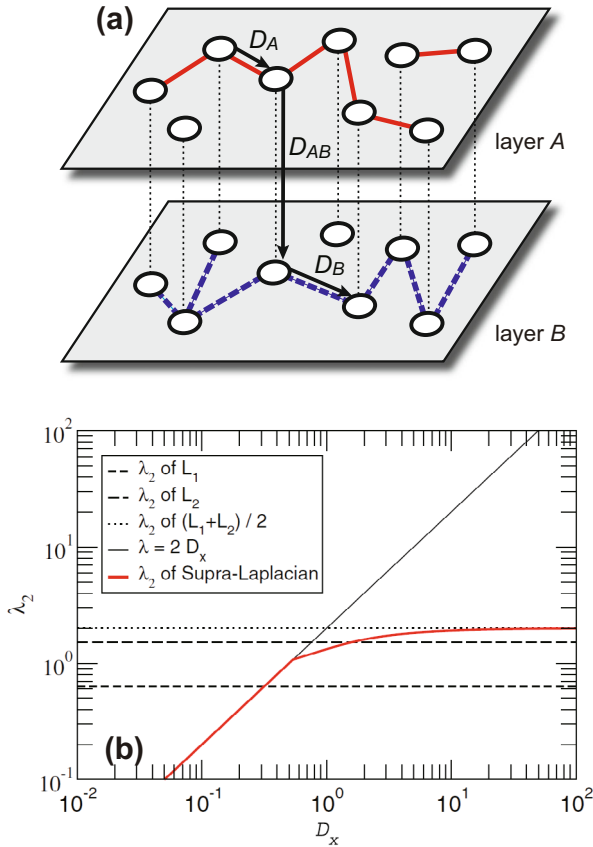 (a)
D_A
D_AB
layer A
D_B
layer B
10^2
λ_2 of L_1
λ_2 of L_2
λ_2 of (L_1+L_2) / 2
λ = 2 D_x
λ_2 of Supra-Laplacian
10^1
λ_2
10^0
(b)
10^-1
10^-2 10^-1 10^0 10^1 10^2
D_x